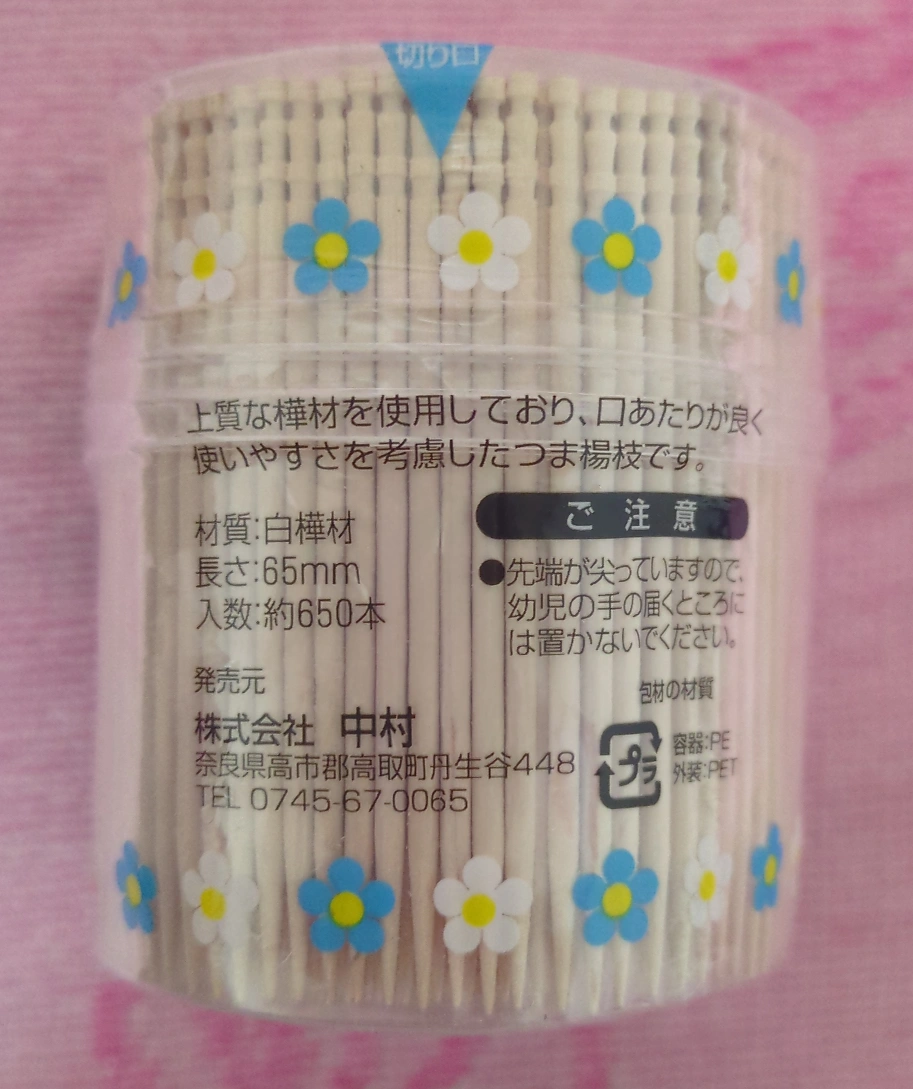 切り口
上質な樺材を使用しており、口あたりが良く
使いやすさを考慮したつま楊枝です。
材質:白樺材
長さ:65mm
入数:約650本
ご注意
●先端が尖っていますので、
幼児の手の届くところに
は置かないでください。
発売元
株式会社 中村
奈良県高市郡高取町丹生谷448
TEL 0745-67-0065
包材の材質
プラ
容器:PE
外装:PET